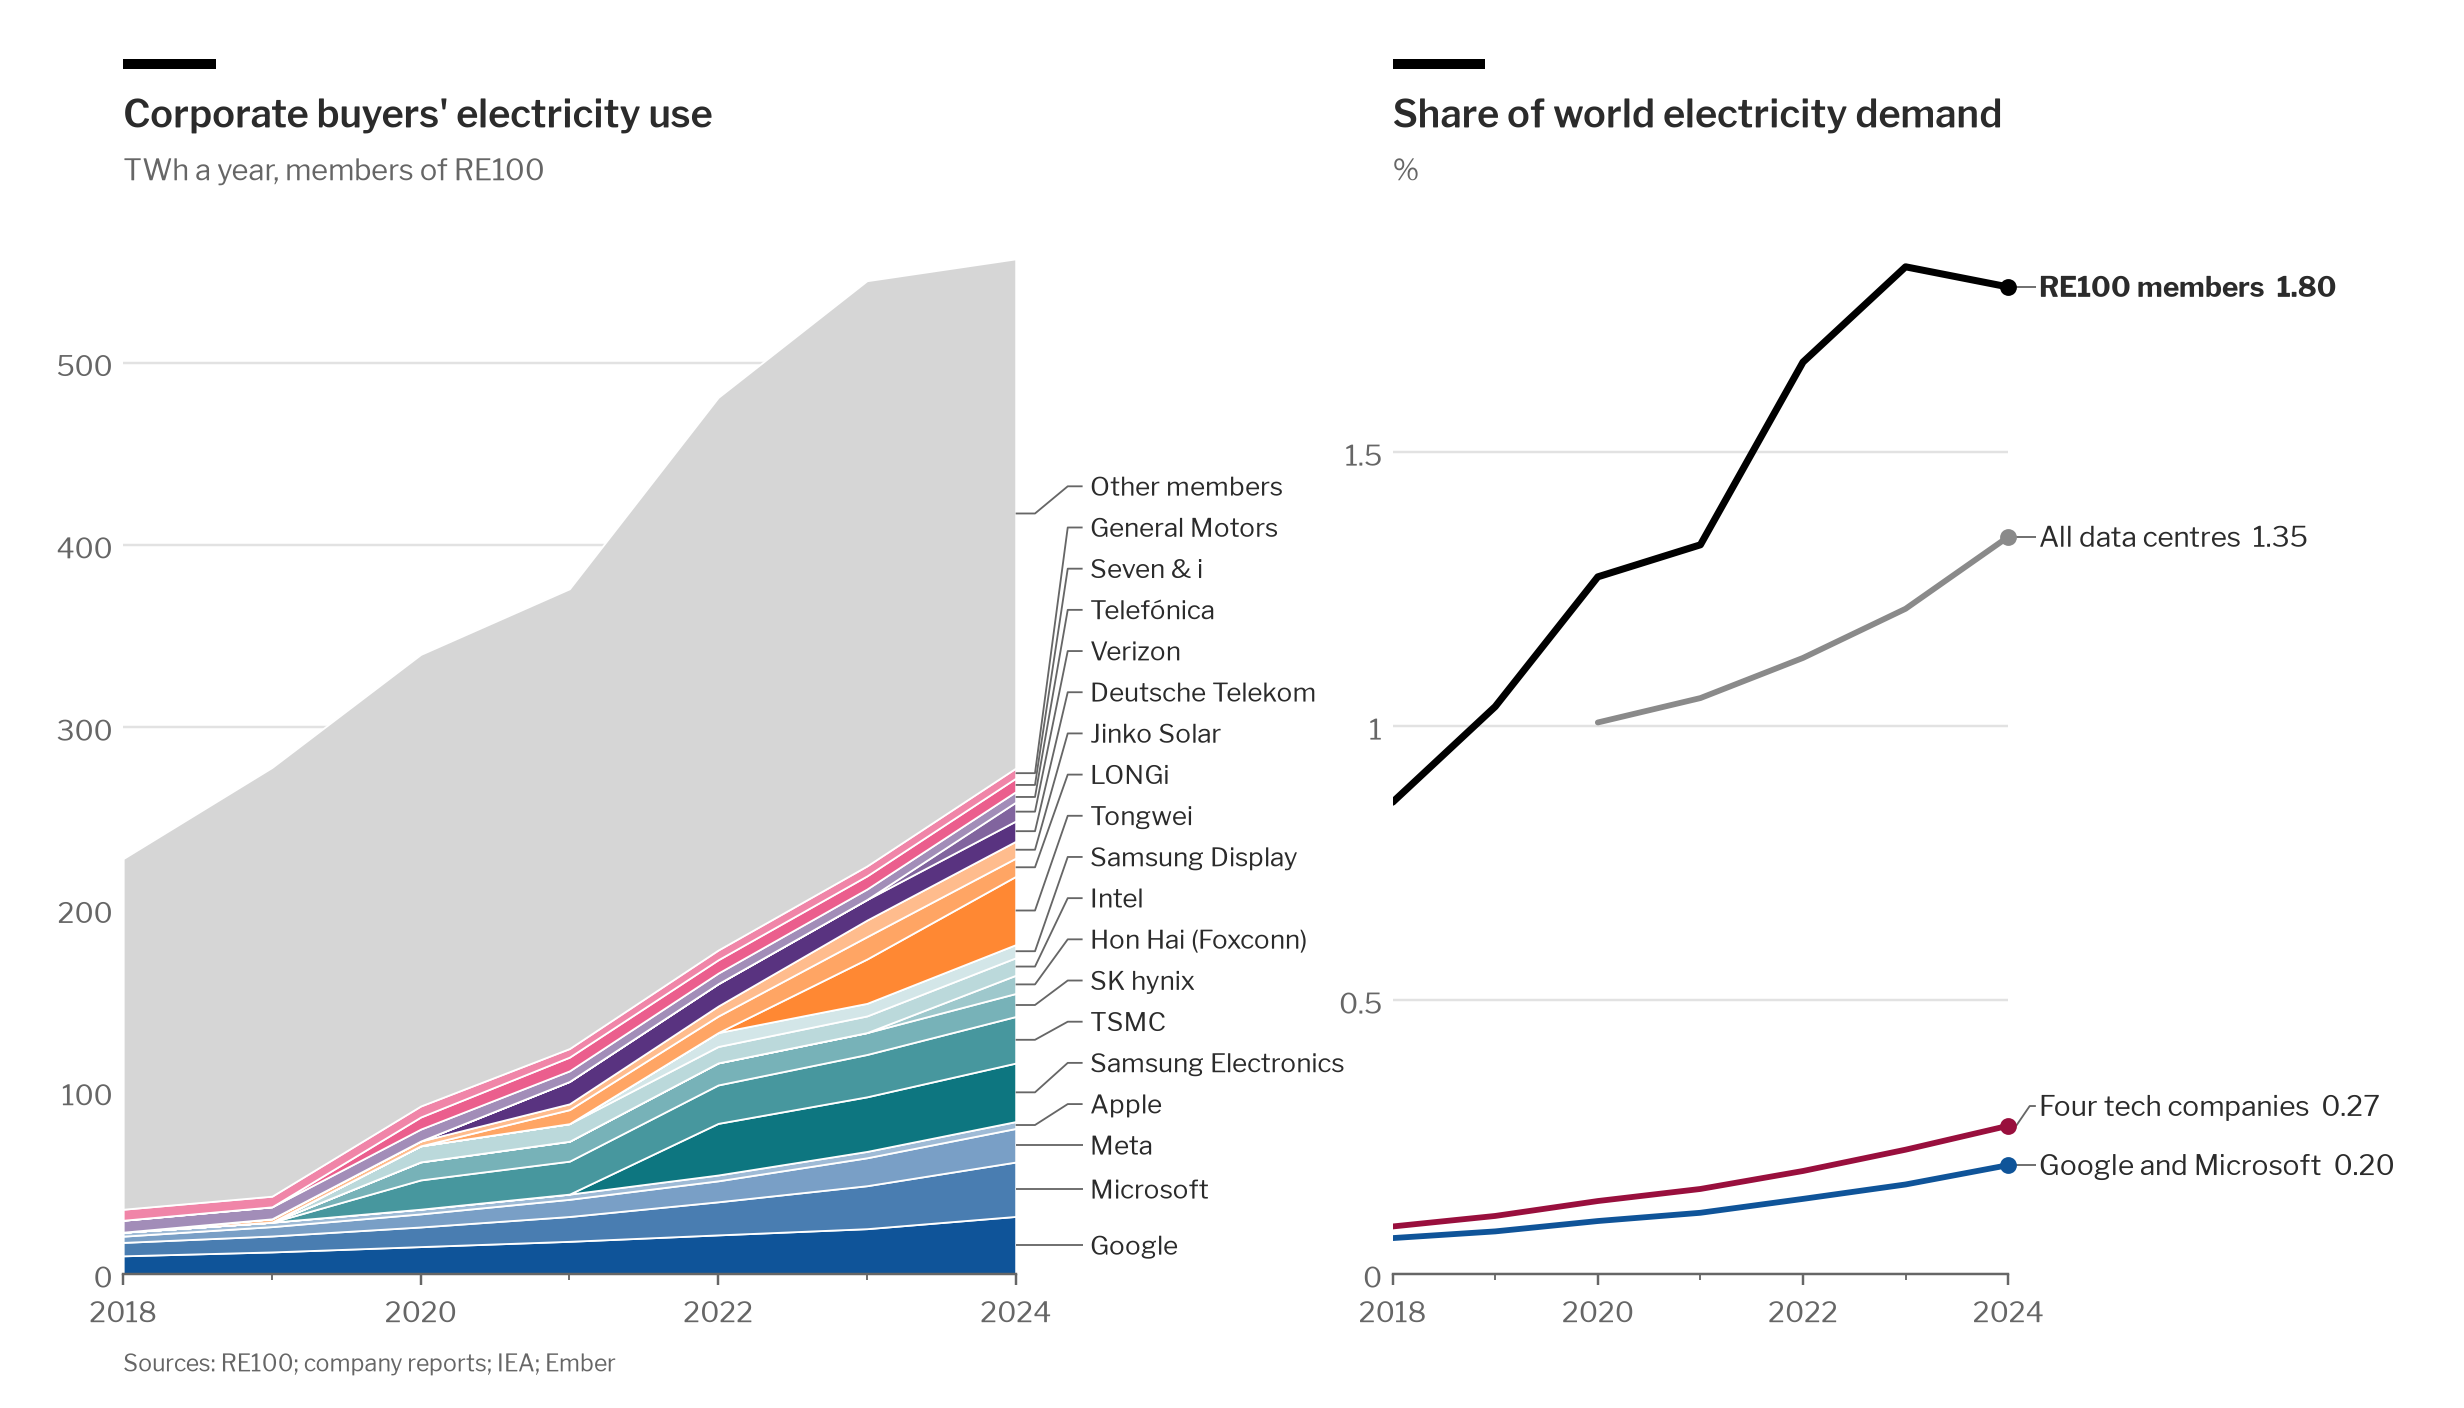 Corporate buyers' electricity use
TWh a year, members of RE100
500
400
300
200
100
0
2018
2020
2022
2024
Other members
General Motors
Seven & i
Telefónica
Verizon
Deutsche Telekom
Jinko Solar
LONGi
Tongwei
Samsung Display
Intel
Hon Hai (Foxconn)
SK hynix
TSMC
Samsung Electronics
Apple
Meta
Microsoft
Google
Share of world electricity demand
%
1.5
1
0.5
0
2018
2020
2022
2024
RE100 members 1.80
All data centres 1.35
Four tech companies 0.27
Google and Microsoft 0.20
Sources: RE100; company reports; IEA; Ember